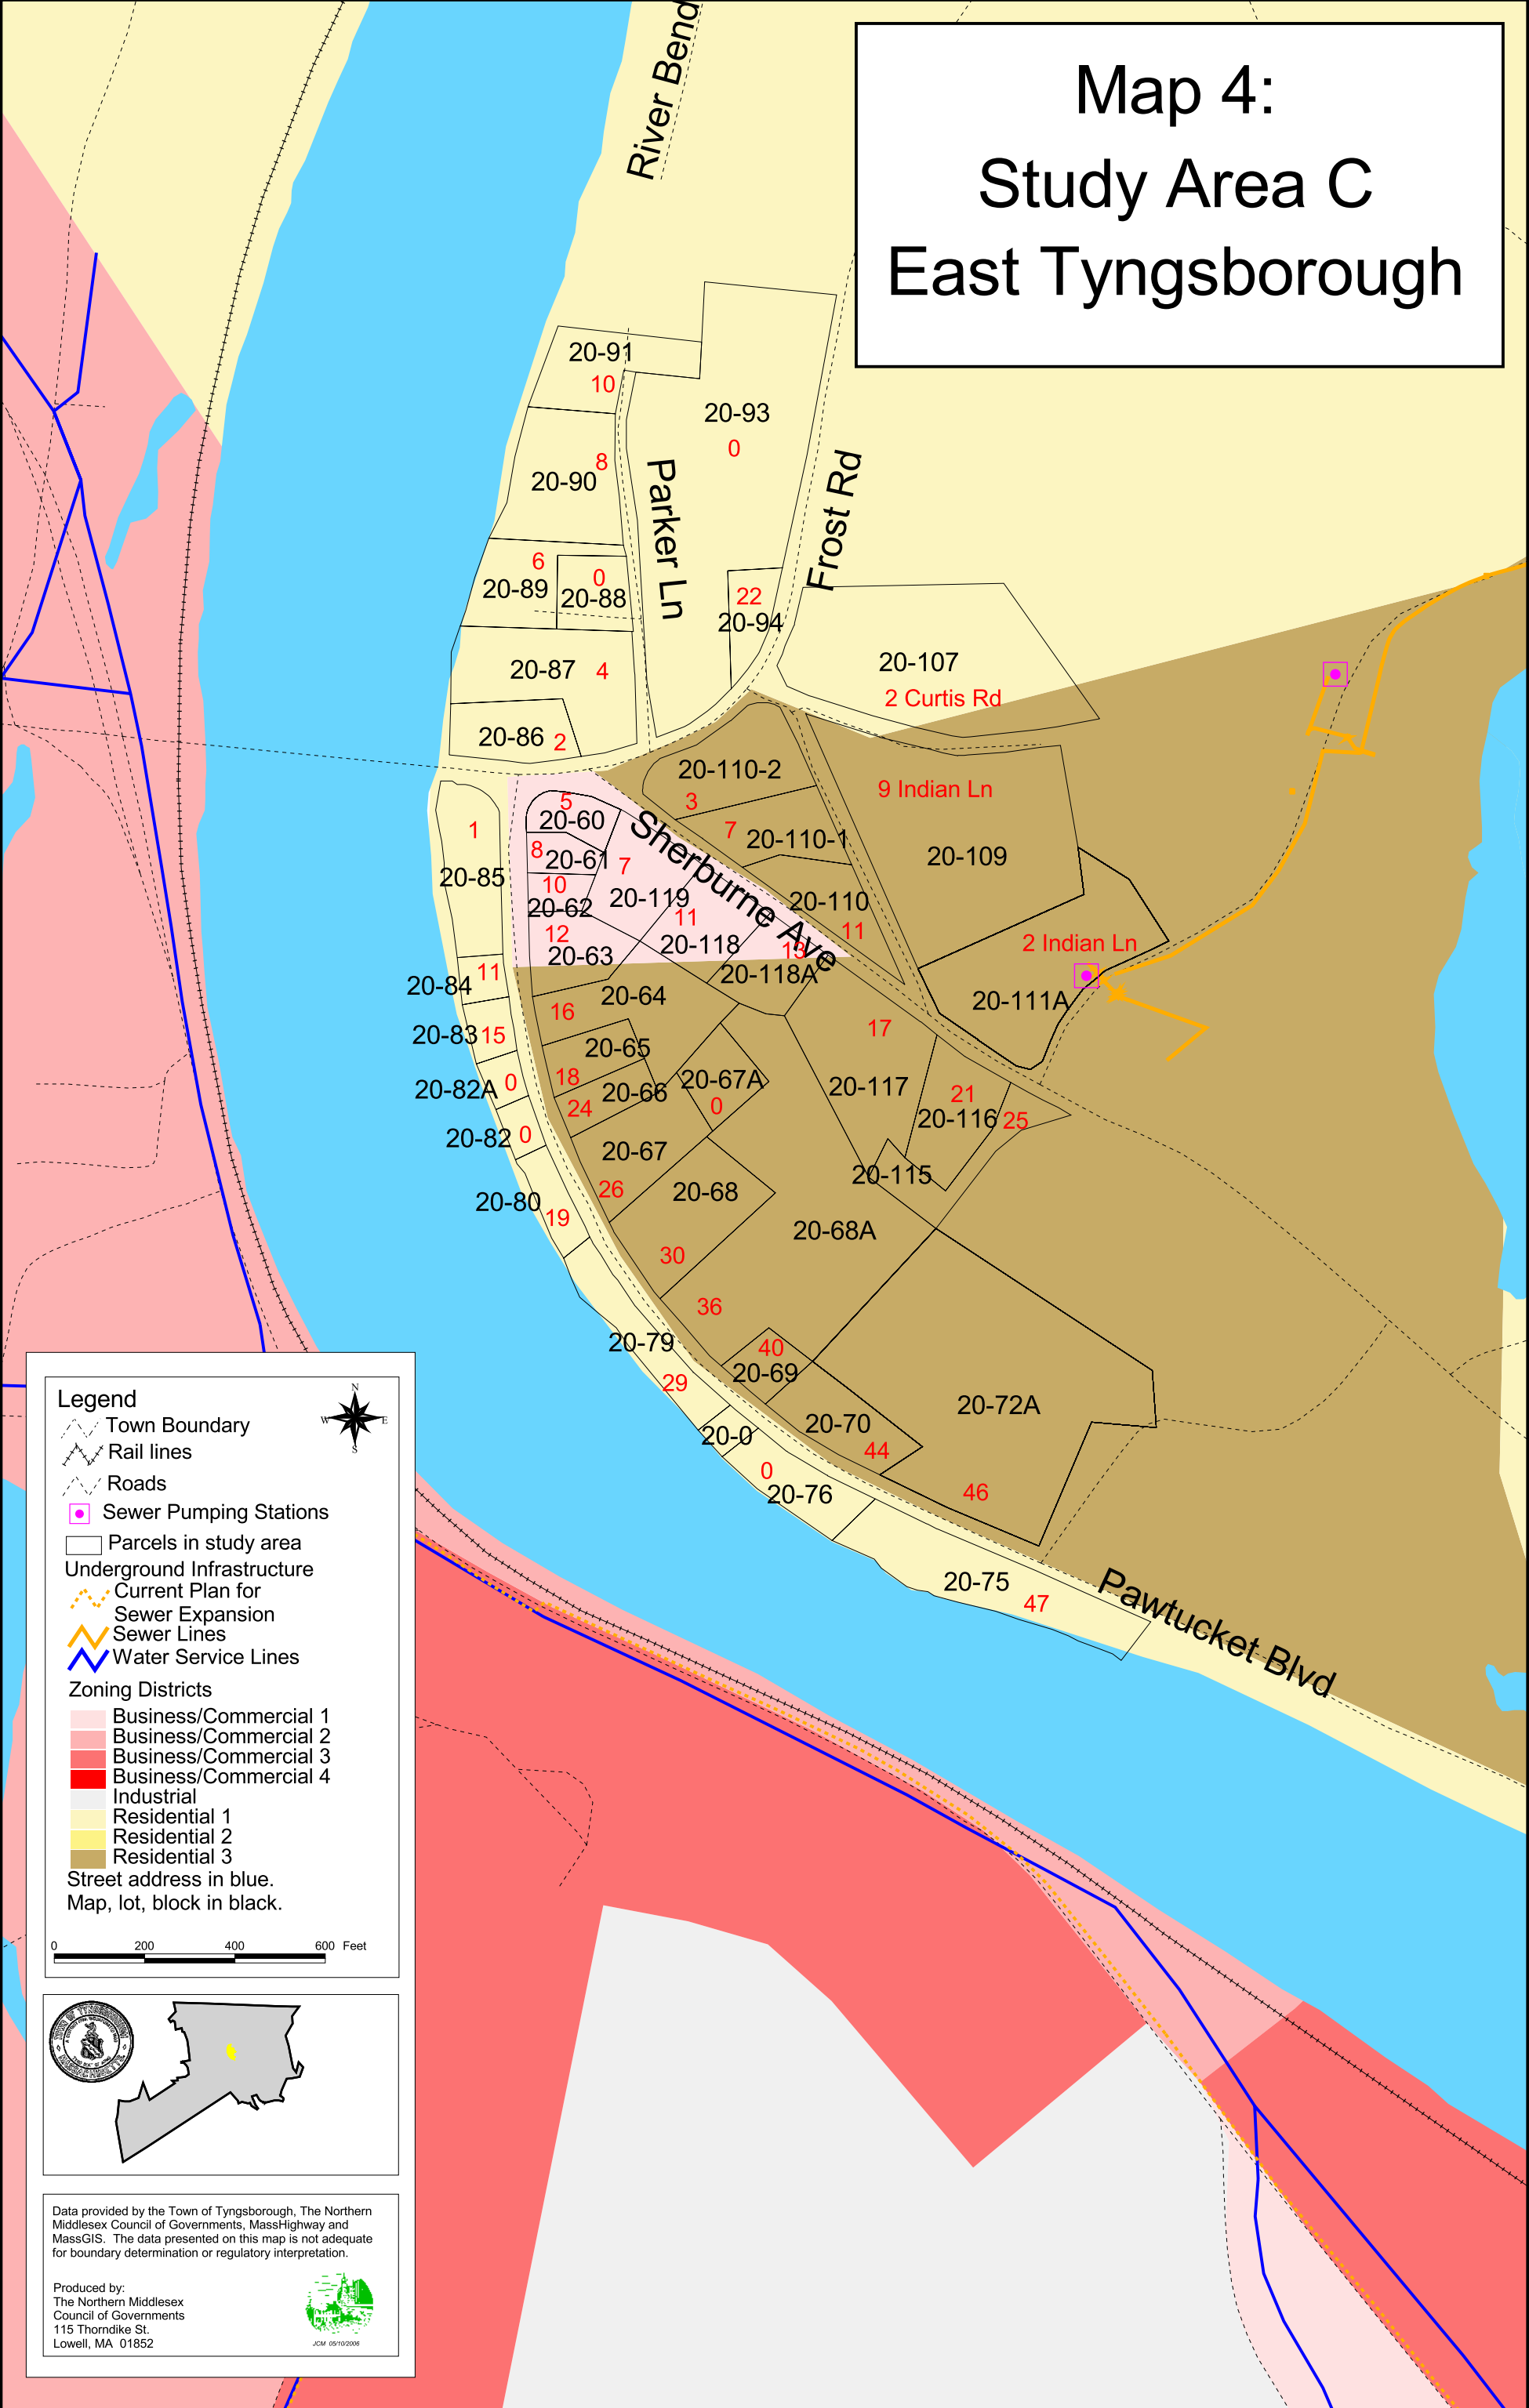 Map 4:
Study Area C
East Tyngsborough
River Bend
20-91
10
20-93
0
8
20-90
Parker Ln
Frost Rd
6
20-89
0
20-88
22
20-94
20-87
4
20-107
2 Curtis Rd
20-86
2
20-110-2
3
9 Indian Ln
5
20-60
Sherburne Ave
7
20-110-1
1
8
20-61
7
20-109
20-85
10
20-62
20-119
11
20-110
11
12
20-63
20-118
13
2 Indian Ln
20-84
11
20-118A
20-64
20-111A
16
17
20-83
15
20-65
20-82A
0
18
20-66
20-67A
0
20-117
21
20-116
25
24
20-82
0
20-67
20-115
26
20-68
20-80
19
20-68A
30
36
20-79
40
20-69
29
20-72A
20-70
44
20-0
0
20-76
46
20-75
47
Pawtucket Blvd
Legend
N
W
E
S
Town Boundary
Rail lines
Roads
Sewer Pumping Stations
Parcels in study area
Underground Infrastructure
Current Plan for
Sewer Expansion
Sewer Lines
Water Service Lines
Zoning Districts
Business/Commercial 1
Business/Commercial 2
Business/Commercial 3
Business/Commercial 4
Industrial
Residential 1
Residential 2
Residential 3
Street address in blue.
Map, lot, block in black.
0 200 400 600 Feet
TOWN OF TYNGSBOROUGH
MASSACHUSETTS
Data provided by the Town of Tyngsborough, The Northern
Middlesex Council of Governments, MassHighway and
MassGIS. The data presented on this map is not adequate
for boundary determination or regulatory interpretation.
Produced by:
The Northern Middlesex
Council of Governments
115 Thorndike St.
Lowell, MA 01852
JCM 05/10/2006